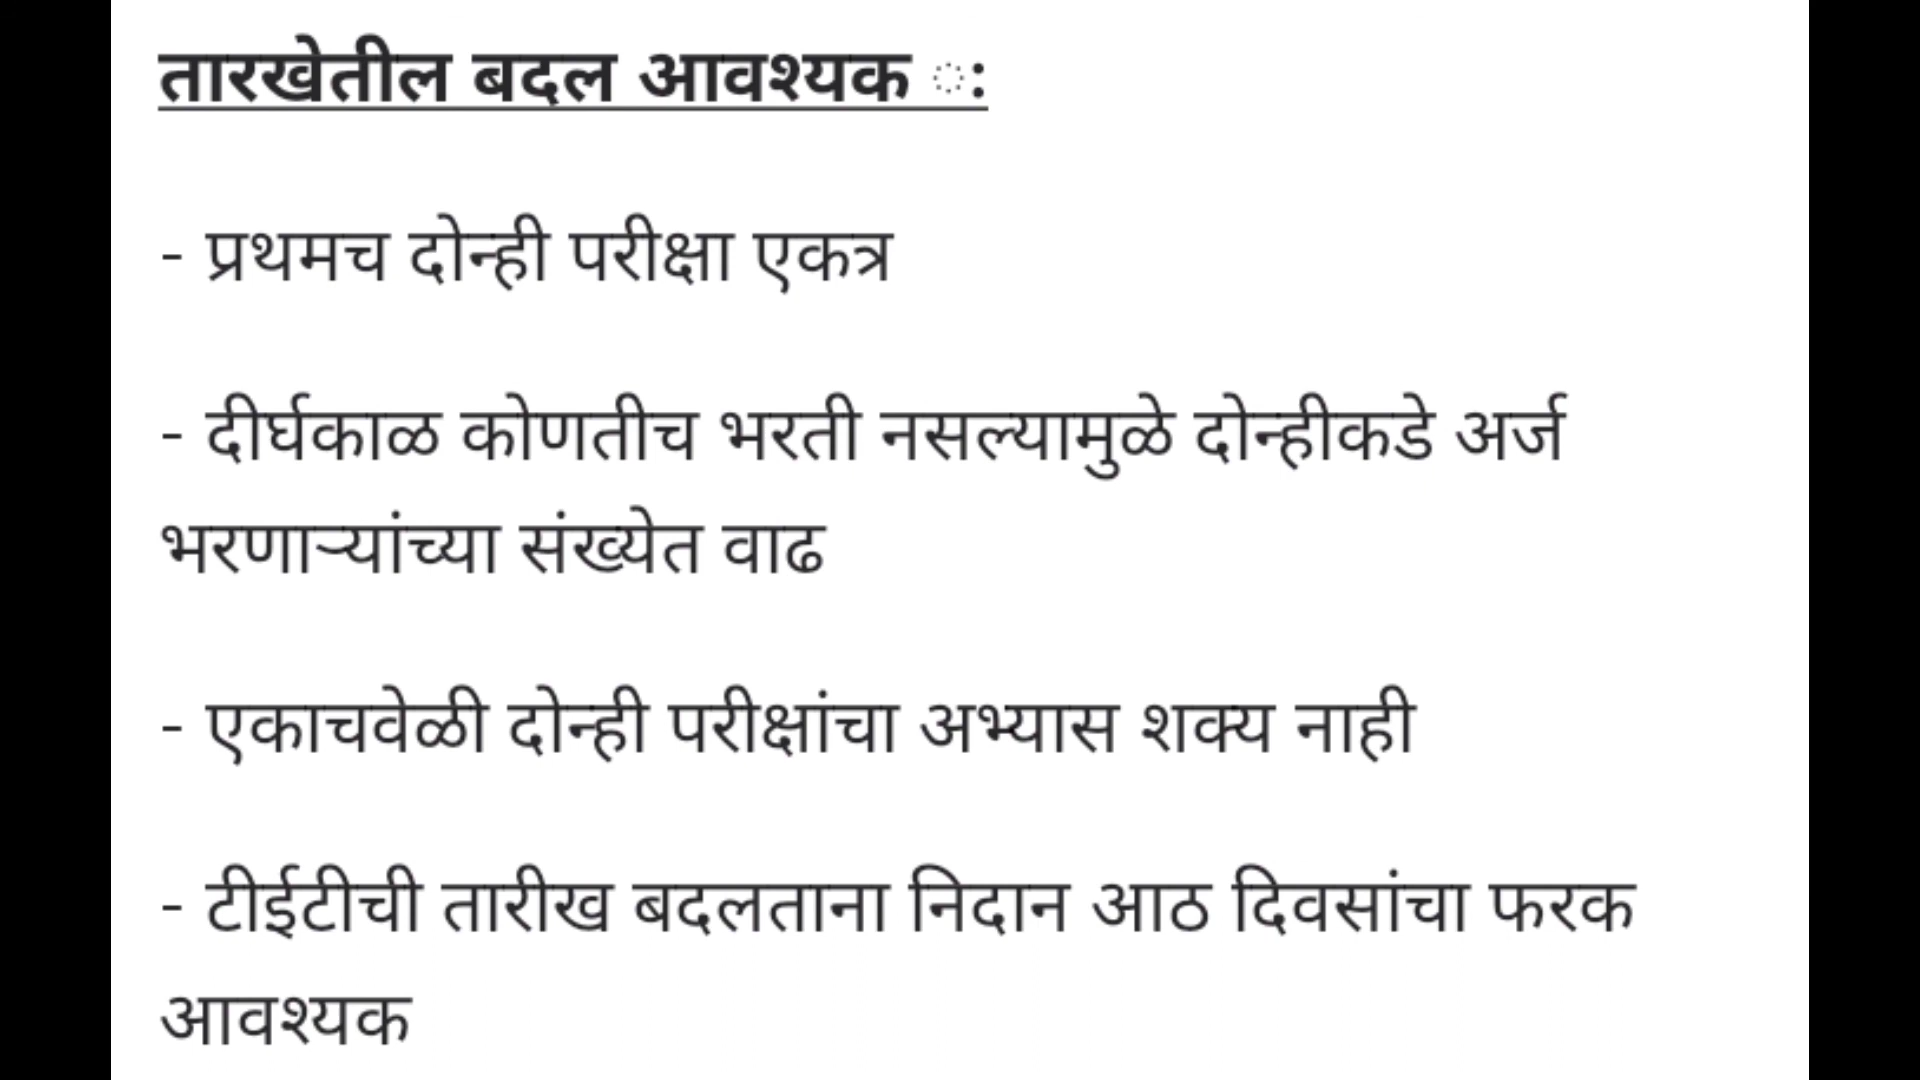 तारखेतील बदल आवश्यक ः
- प्रथमच दोन्ही परीक्षा एकत्र
- दीर्घकाळ कोणतीच भरती नसल्यामुळे दोन्हीकडे अर्ज
भरणाऱ्यांच्या संख्येत वाढ
- एकाचवेळी दोन्ही परीक्षांचा अभ्यास शक्य नाही
- टीईटीची तारीख बदलताना निदान आठ दिवसांचा फरक
आवश्यक